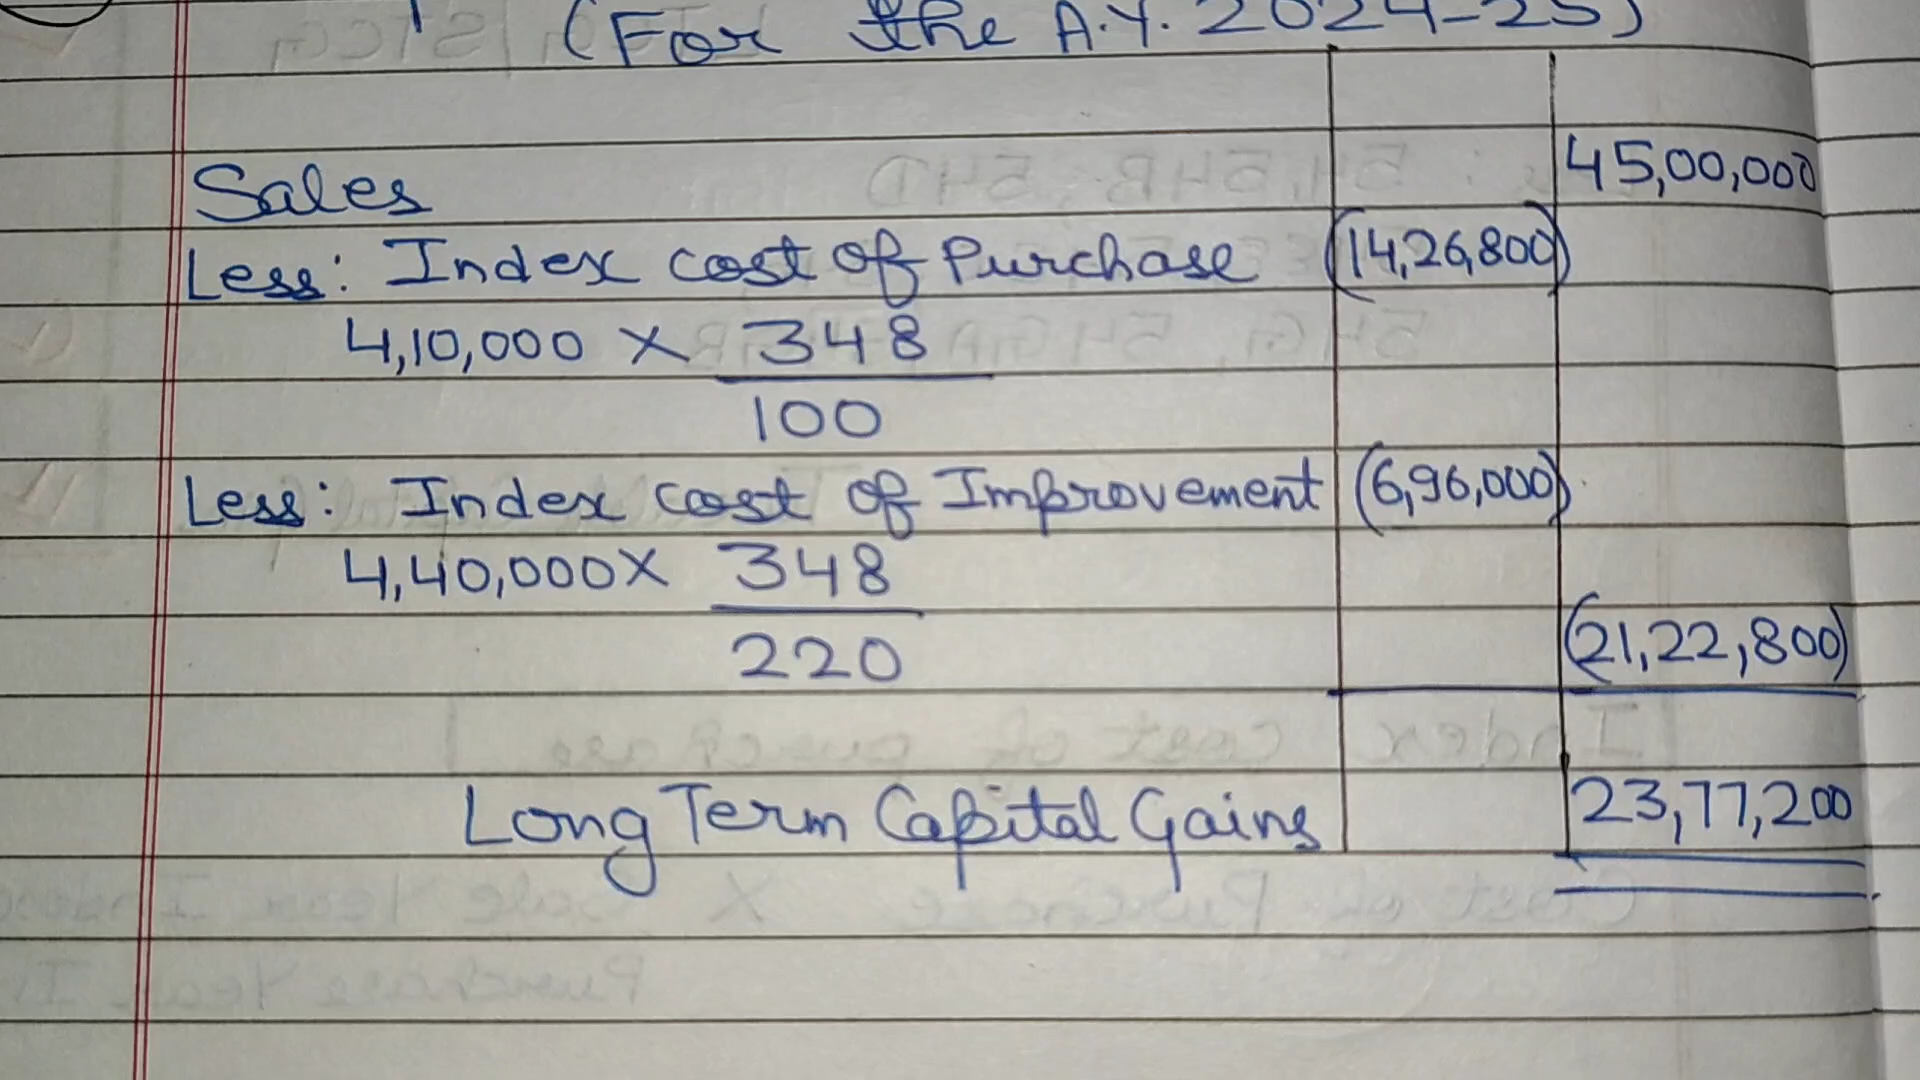 (For the A.Y. 2024-25)
Sales 45,00,000
Less: Index cost of Purchase (14,26,800)
4,10,000 × 348
100
Less: Index cost of Improvement (6,96,000)
4,40,000 × 348
220 (21,22,800)
Long Term Capital Gains 23,77,200